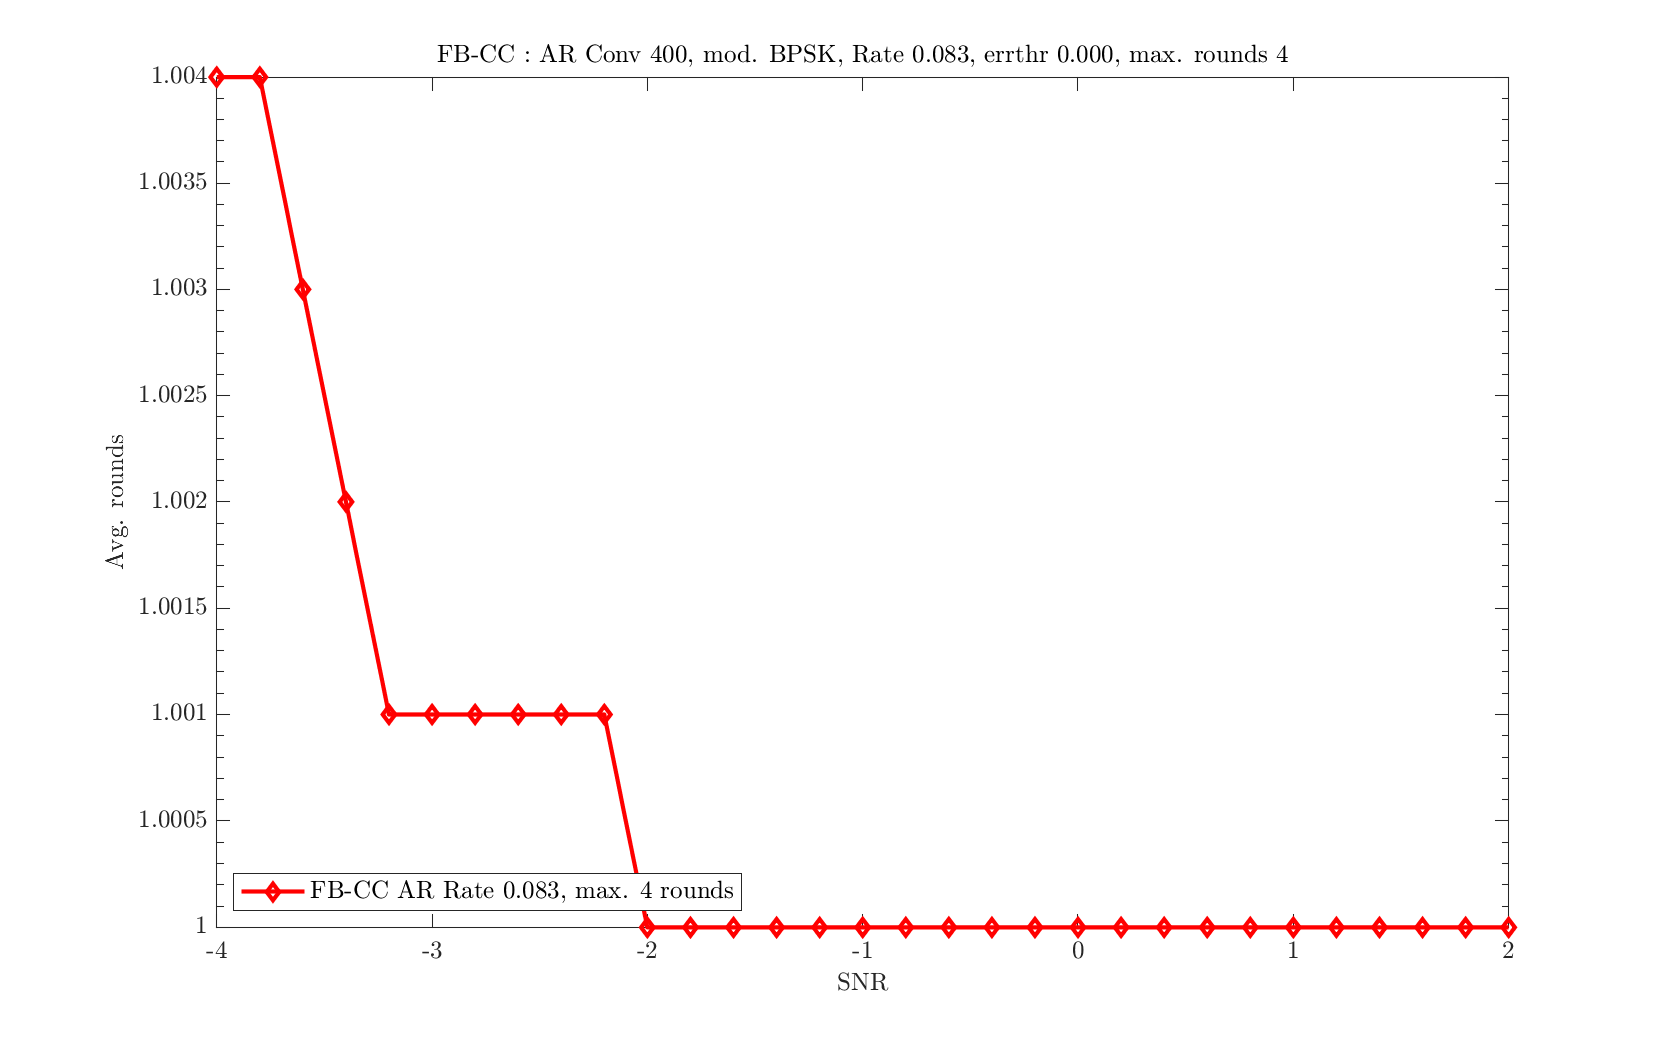 FB-CC : AR Conv 400, mod. BPSK, Rate 0.083, errthr 0.000, max. rounds 4
1.004
1.0035
1.003
1.0025
1.002
1.0015
1.001
1.0005
1
Avg. rounds
FB-CC AR Rate 0.083, max. 4 rounds
-4 -3 -2 -1 0 1 2
SNR